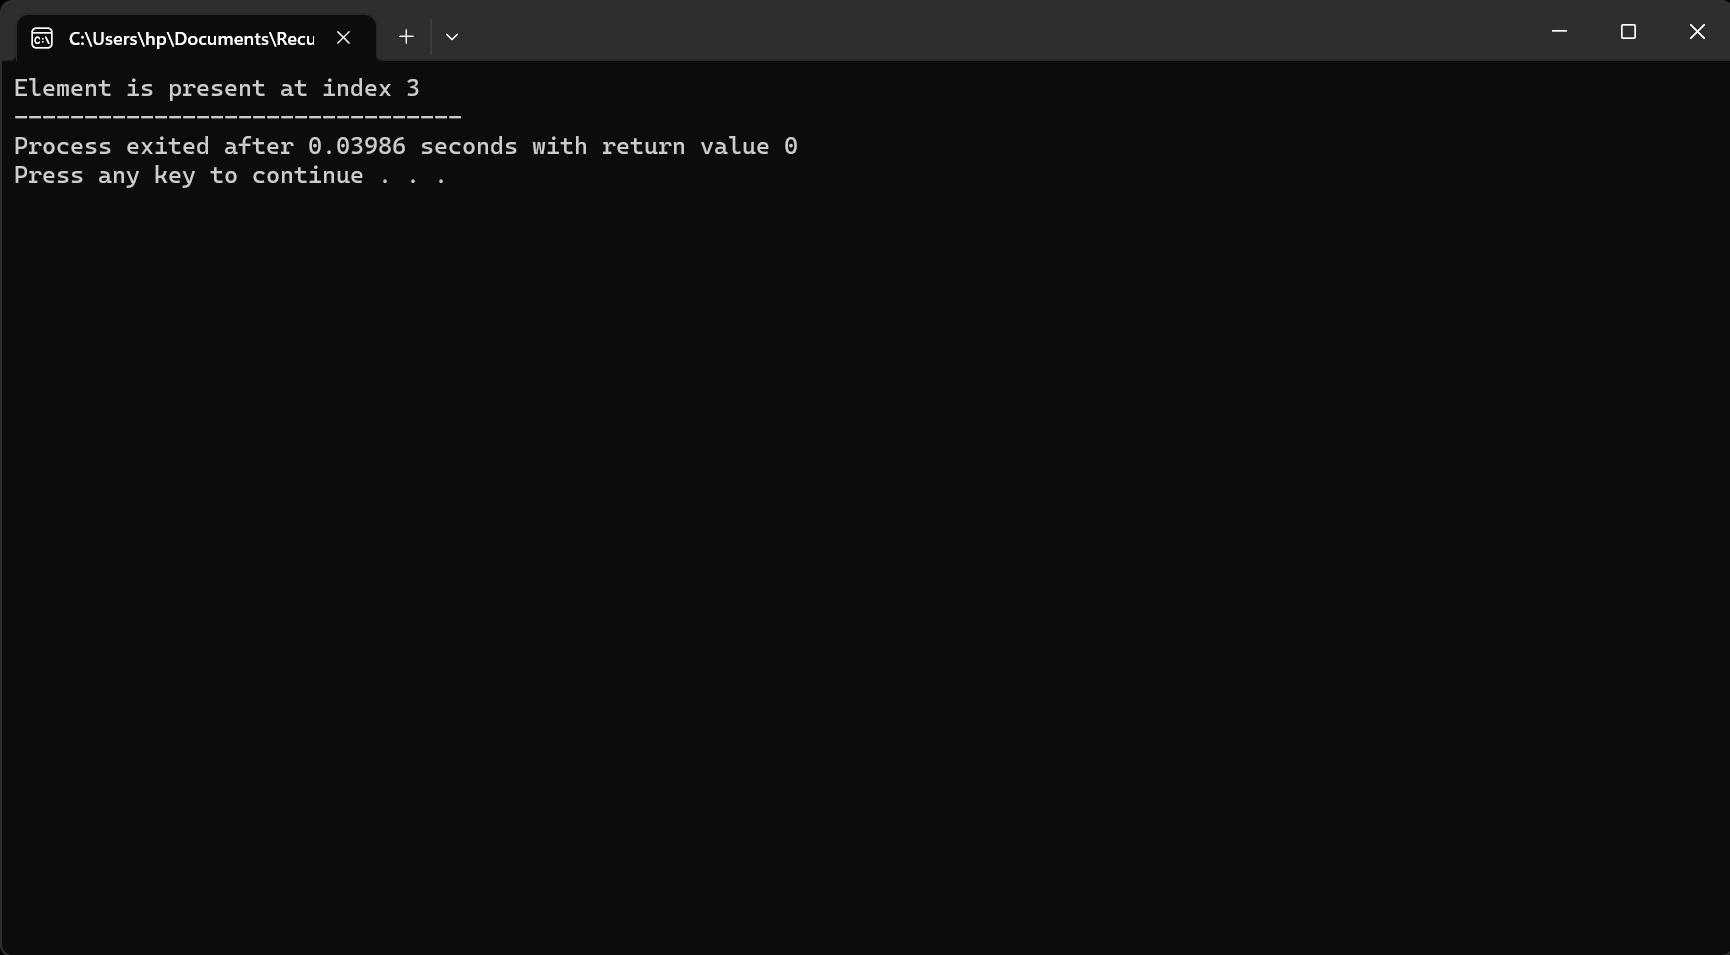 C:\Users\hp\Documents\Recu
Element is present at index 3
--------------------------------
Process exited after 0.03986 seconds with return value 0
Press any key to continue . . .